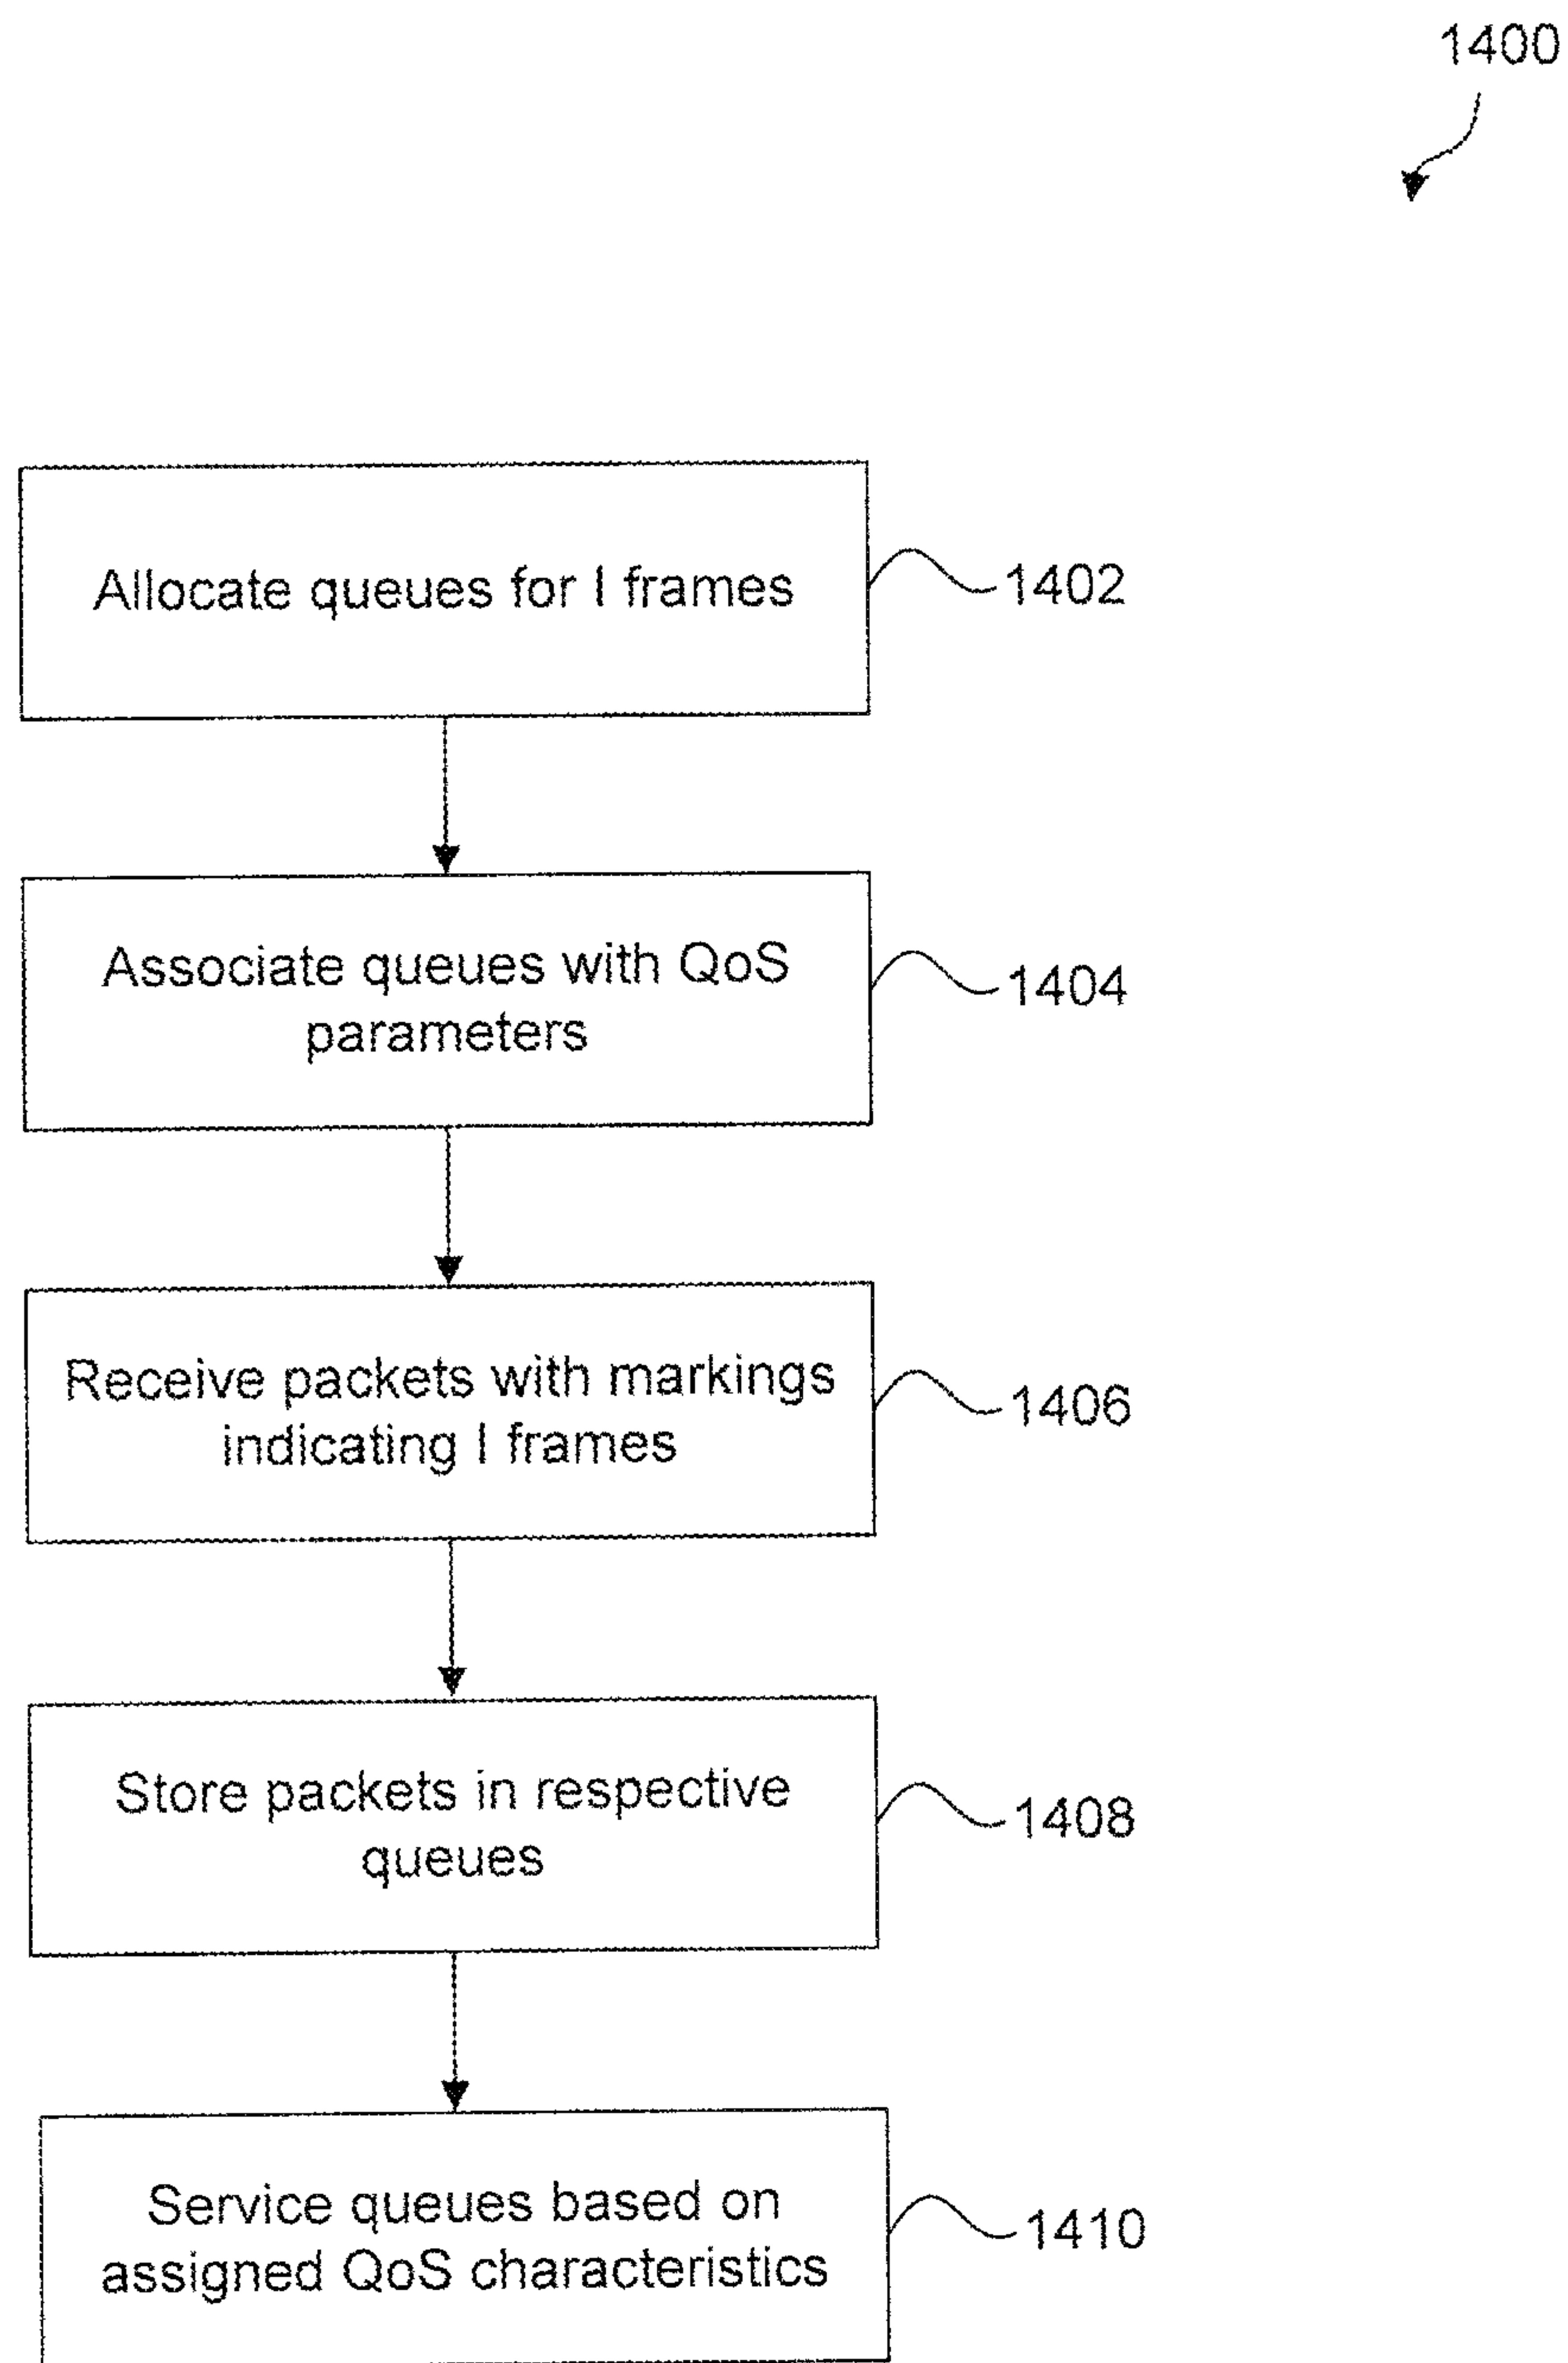 1400
Allocate queues for I frames
1402
Associate queues with QoS
parameters
1404
Receive packets with markings
indicating I frames
1406
Store packets in respective
queues
1408
Service queues based on
assigned QoS characteristics
1410